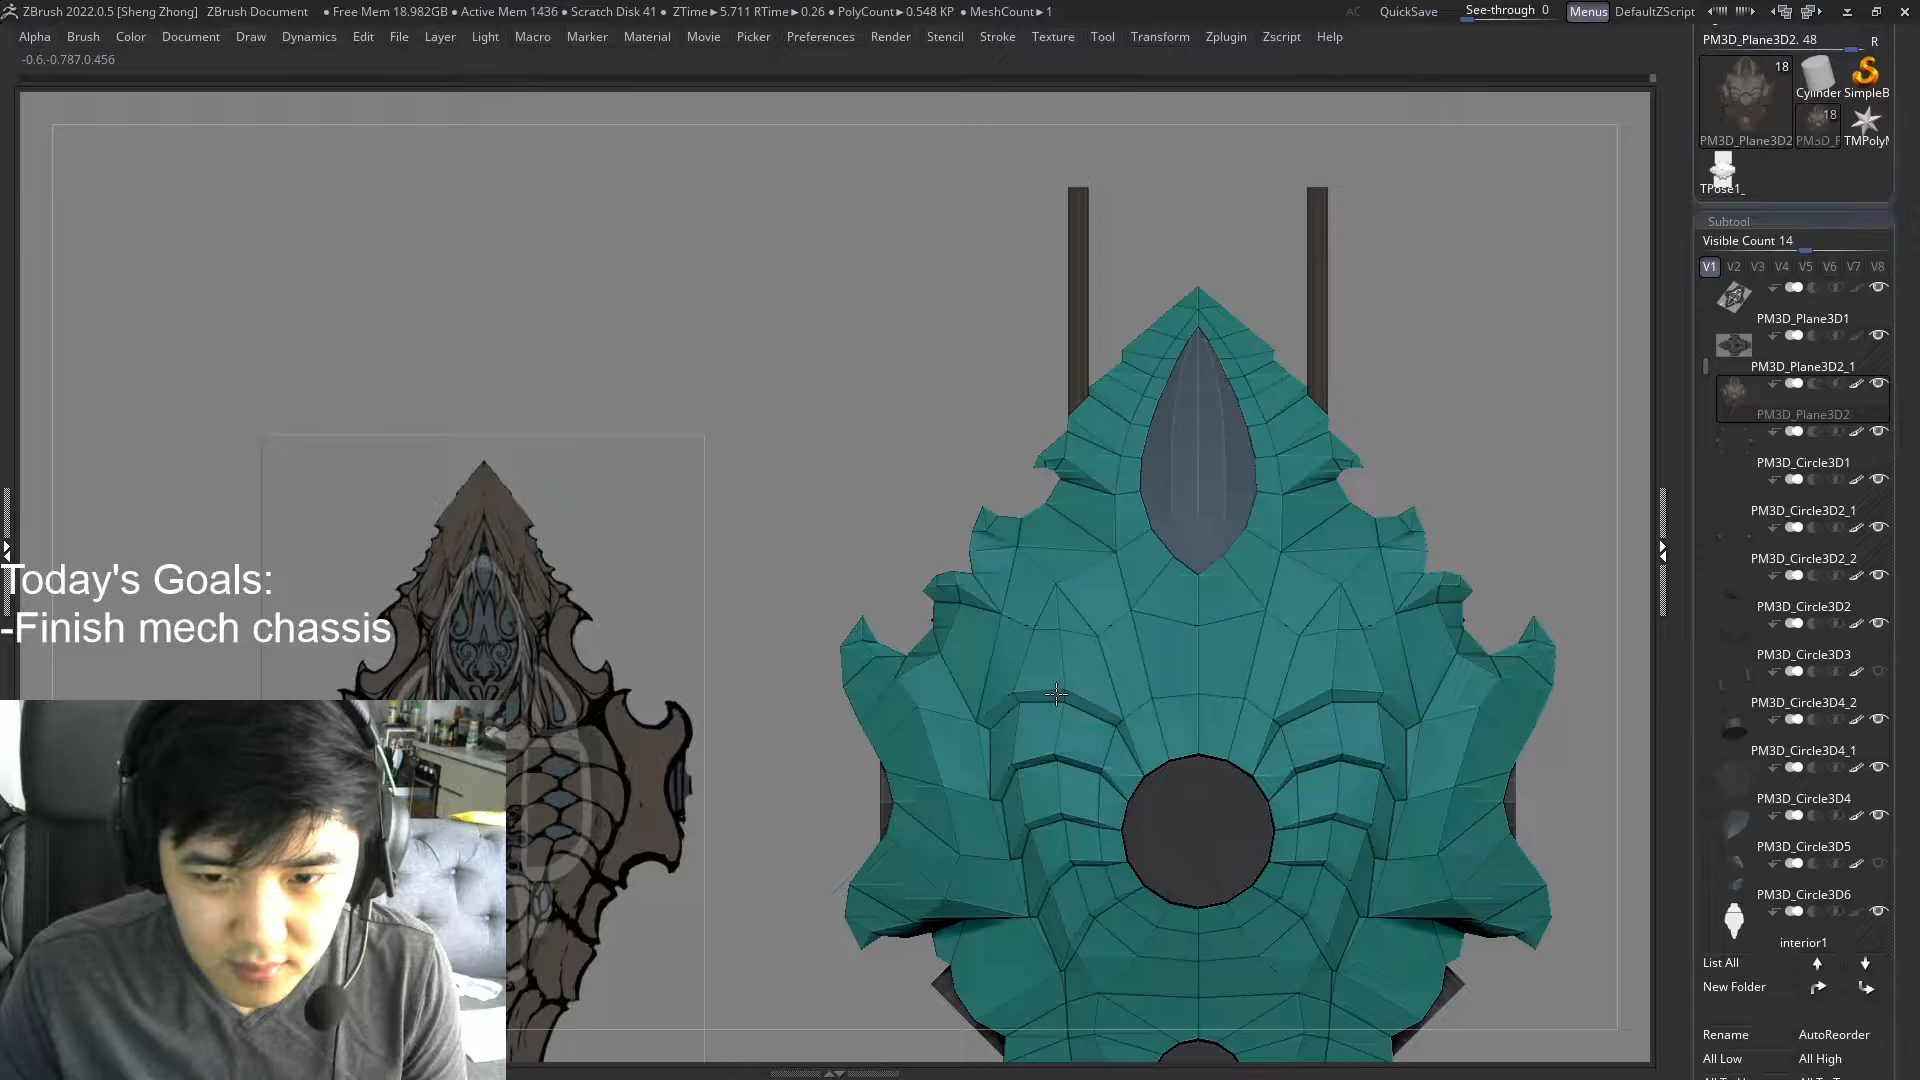 ZBrush 2022.0.5 [Sheng Zhong] ZBrush Document ● Free Mem 18.982GB ● Active Mem 1436 ● Scratch Disk 41 ● ZTime►5.711 RTime►0.26 ● PolyCount►0.548 KP ● MeshCount►1 AC QuickSave See-through 0 Menus DefaultZScript
Alpha Brush Color Document Draw Dynamics Edit File Layer Light Macro Marker Material Movie Picker Preferences Render Stencil Stroke Texture Tool Transform Zplugin Zscript Help
-0.6,-0.787,0.456
PM3D_Plane3D2. 48 R
18
Cylinder SimpleB
18
PM3D_Plane3D2 PM3D_P TMPolyM
TPose1_
Subtool
Visible Count 14
V1 V2 V3 V4 V5 V6 V7 V8
PM3D_Plane3D1
PM3D_Plane3D2_1
PM3D_Plane3D2
PM3D_Circle3D1
PM3D_Circle3D2_1
PM3D_Circle3D2_2
PM3D_Circle3D2
PM3D_Circle3D3
PM3D_Circle3D4_2
PM3D_Circle3D4_1
PM3D_Circle3D4
PM3D_Circle3D5
PM3D_Circle3D6
interior1
List All
New Folder
Rename AutoReorder
All Low All High
Today's Goals:
-Finish mech chassis